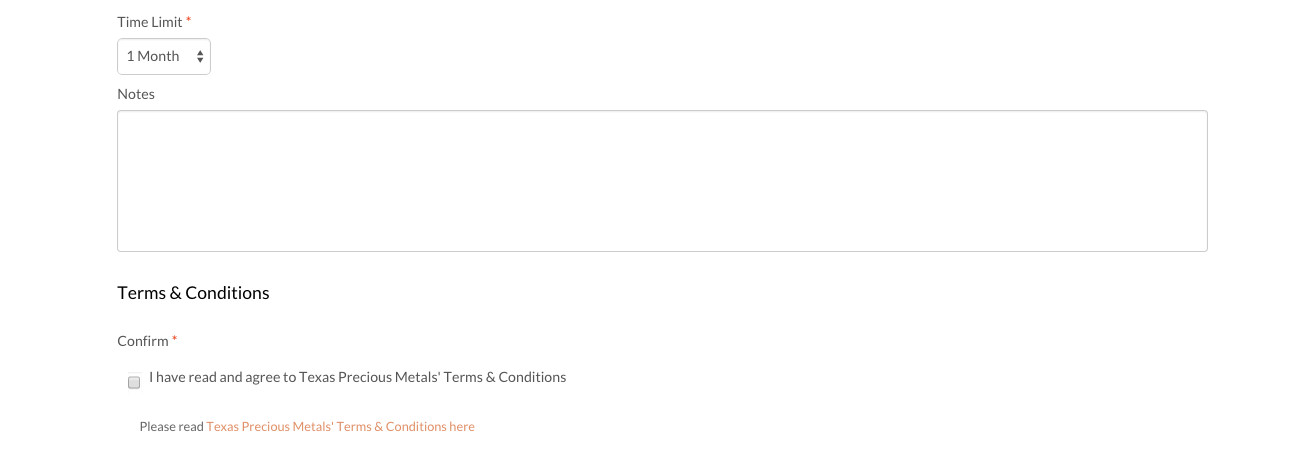 Time Limit *
1 Month
Notes
Terms & Conditions
Confirm *
I have read and agree to Texas Precious Metals' Terms & Conditions
Please read Texas Precious Metals' Terms & Conditions here